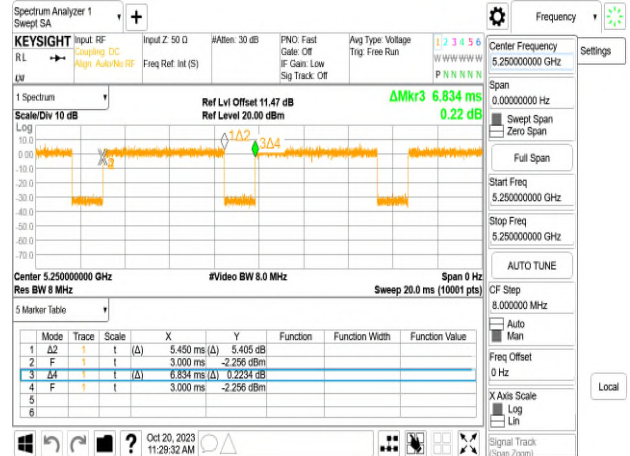 Spectrum Analyzer 1
Swept SA
+
Frequency
KEYSIGHT
RL
Input: RF
Coupling: DC
Align: Auto/No RF
Input Z: 50 Ω
Freq Ref: Int (S)
#Atten: 30 dB
PNO: Fast
Gate: Off
IF Gain: Low
Sig Track: Off
Avg Type: Voltage
Trig: Free Run
1 2 3 4 5 6
W W W W W W
P N N N N N
Center Frequency
5.250000000 GHz
Settings
1 Spectrum
Scale/Div 10 dB
Ref Lvl Offset 11.47 dB
Ref Level 20.00 dBm
ΔMkr3 6.834 ms
0.22 dB
Span
0.00000000 Hz
Swept Span
Zero Span
Full Span
Start Freq
5.250000000 GHz
Stop Freq
5.250000000 GHz
AUTO TUNE
CF Step
8.000000 MHz
Auto
Man
Freq Offset
0 Hz
X Axis Scale
Log
Lin
Signal Track
(Span Zoom)
Local
Log
10.0
0.00
-10.0
-20.0
-30.0
-40.0
-50.0
-60.0
-70.0
1Δ2
3Δ4
Center 5.250000000 GHz
Res BW 8 MHz
#Video BW 8.0 MHz
Span 0 Hz
Sweep 20.0 ms (10001 pts)
5 Marker Table
Mode Trace Scale X Y Function Function Width Function Value
1 Δ2 1 t (Δ) 5.450 ms (Δ) 5.405 dB
2 F 1 t 3.000 ms -2.256 dBm
3 Δ4 1 t (Δ) 6.834 ms (Δ) 0.2234 dB
4 F 1 t 3.000 ms -2.256 dBm
5
6
?
Oct 20, 2023
11:29:32 AM